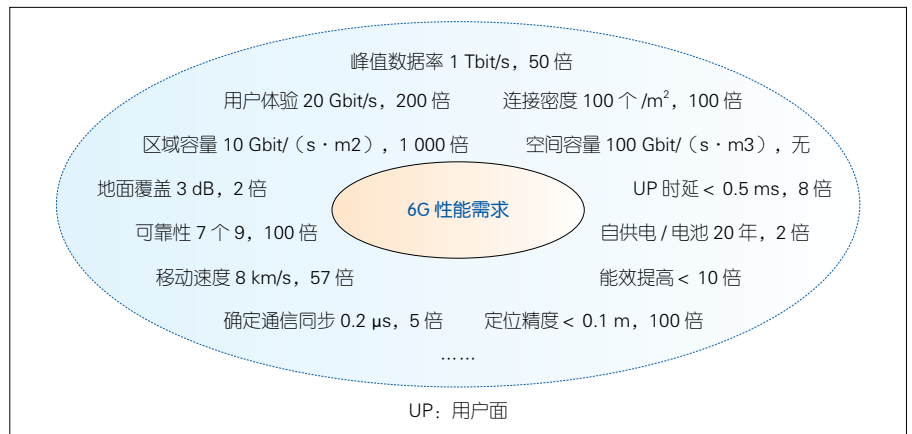 峰值数据率 1 Tbit/s，50 倍
用户体验 20 Gbit/s，200 倍 连接密度 100 个 /m²，100 倍
区域容量 10 Gbit/（s · m2），1 000 倍 空间容量 100 Gbit/（s · m3），无
地面覆盖 3 dB，2 倍 UP 时延 < 0.5 ms，8 倍
6G 性能需求
可靠性 7 个 9，100 倍 自供电 / 电池 20 年，2 倍
移动速度 8 km/s，57 倍 能效提高 < 10 倍
确定通信同步 0.2 μs，5 倍 定位精度 < 0.1 m，100 倍
……
UP：用户面